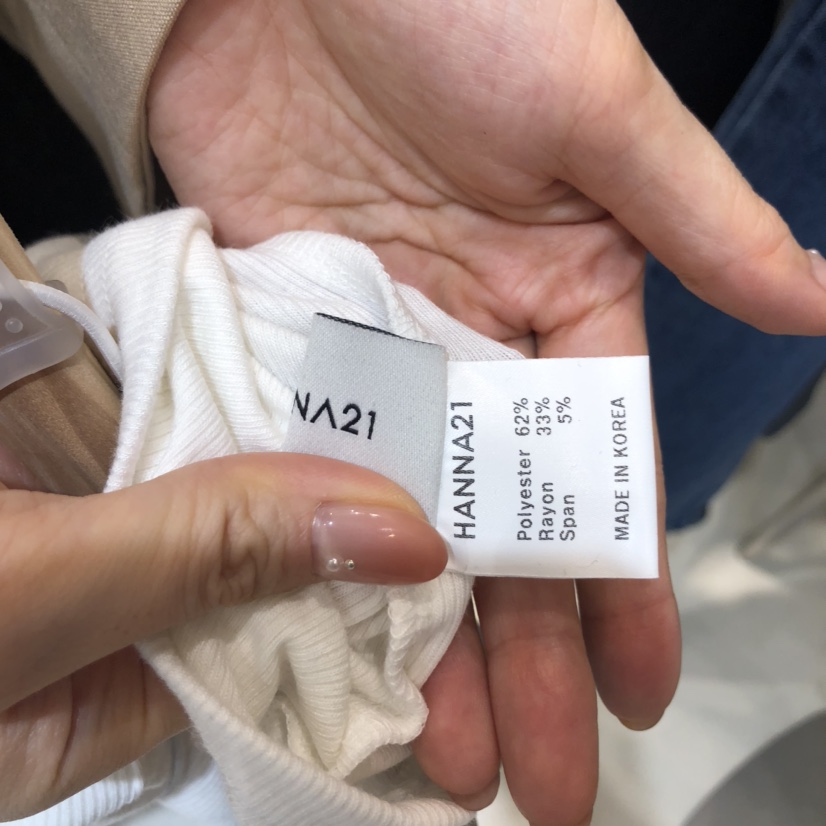 NA21
HANNA21
Polyester 62%
Rayon 33%
Span 5%
MADE IN KOREA